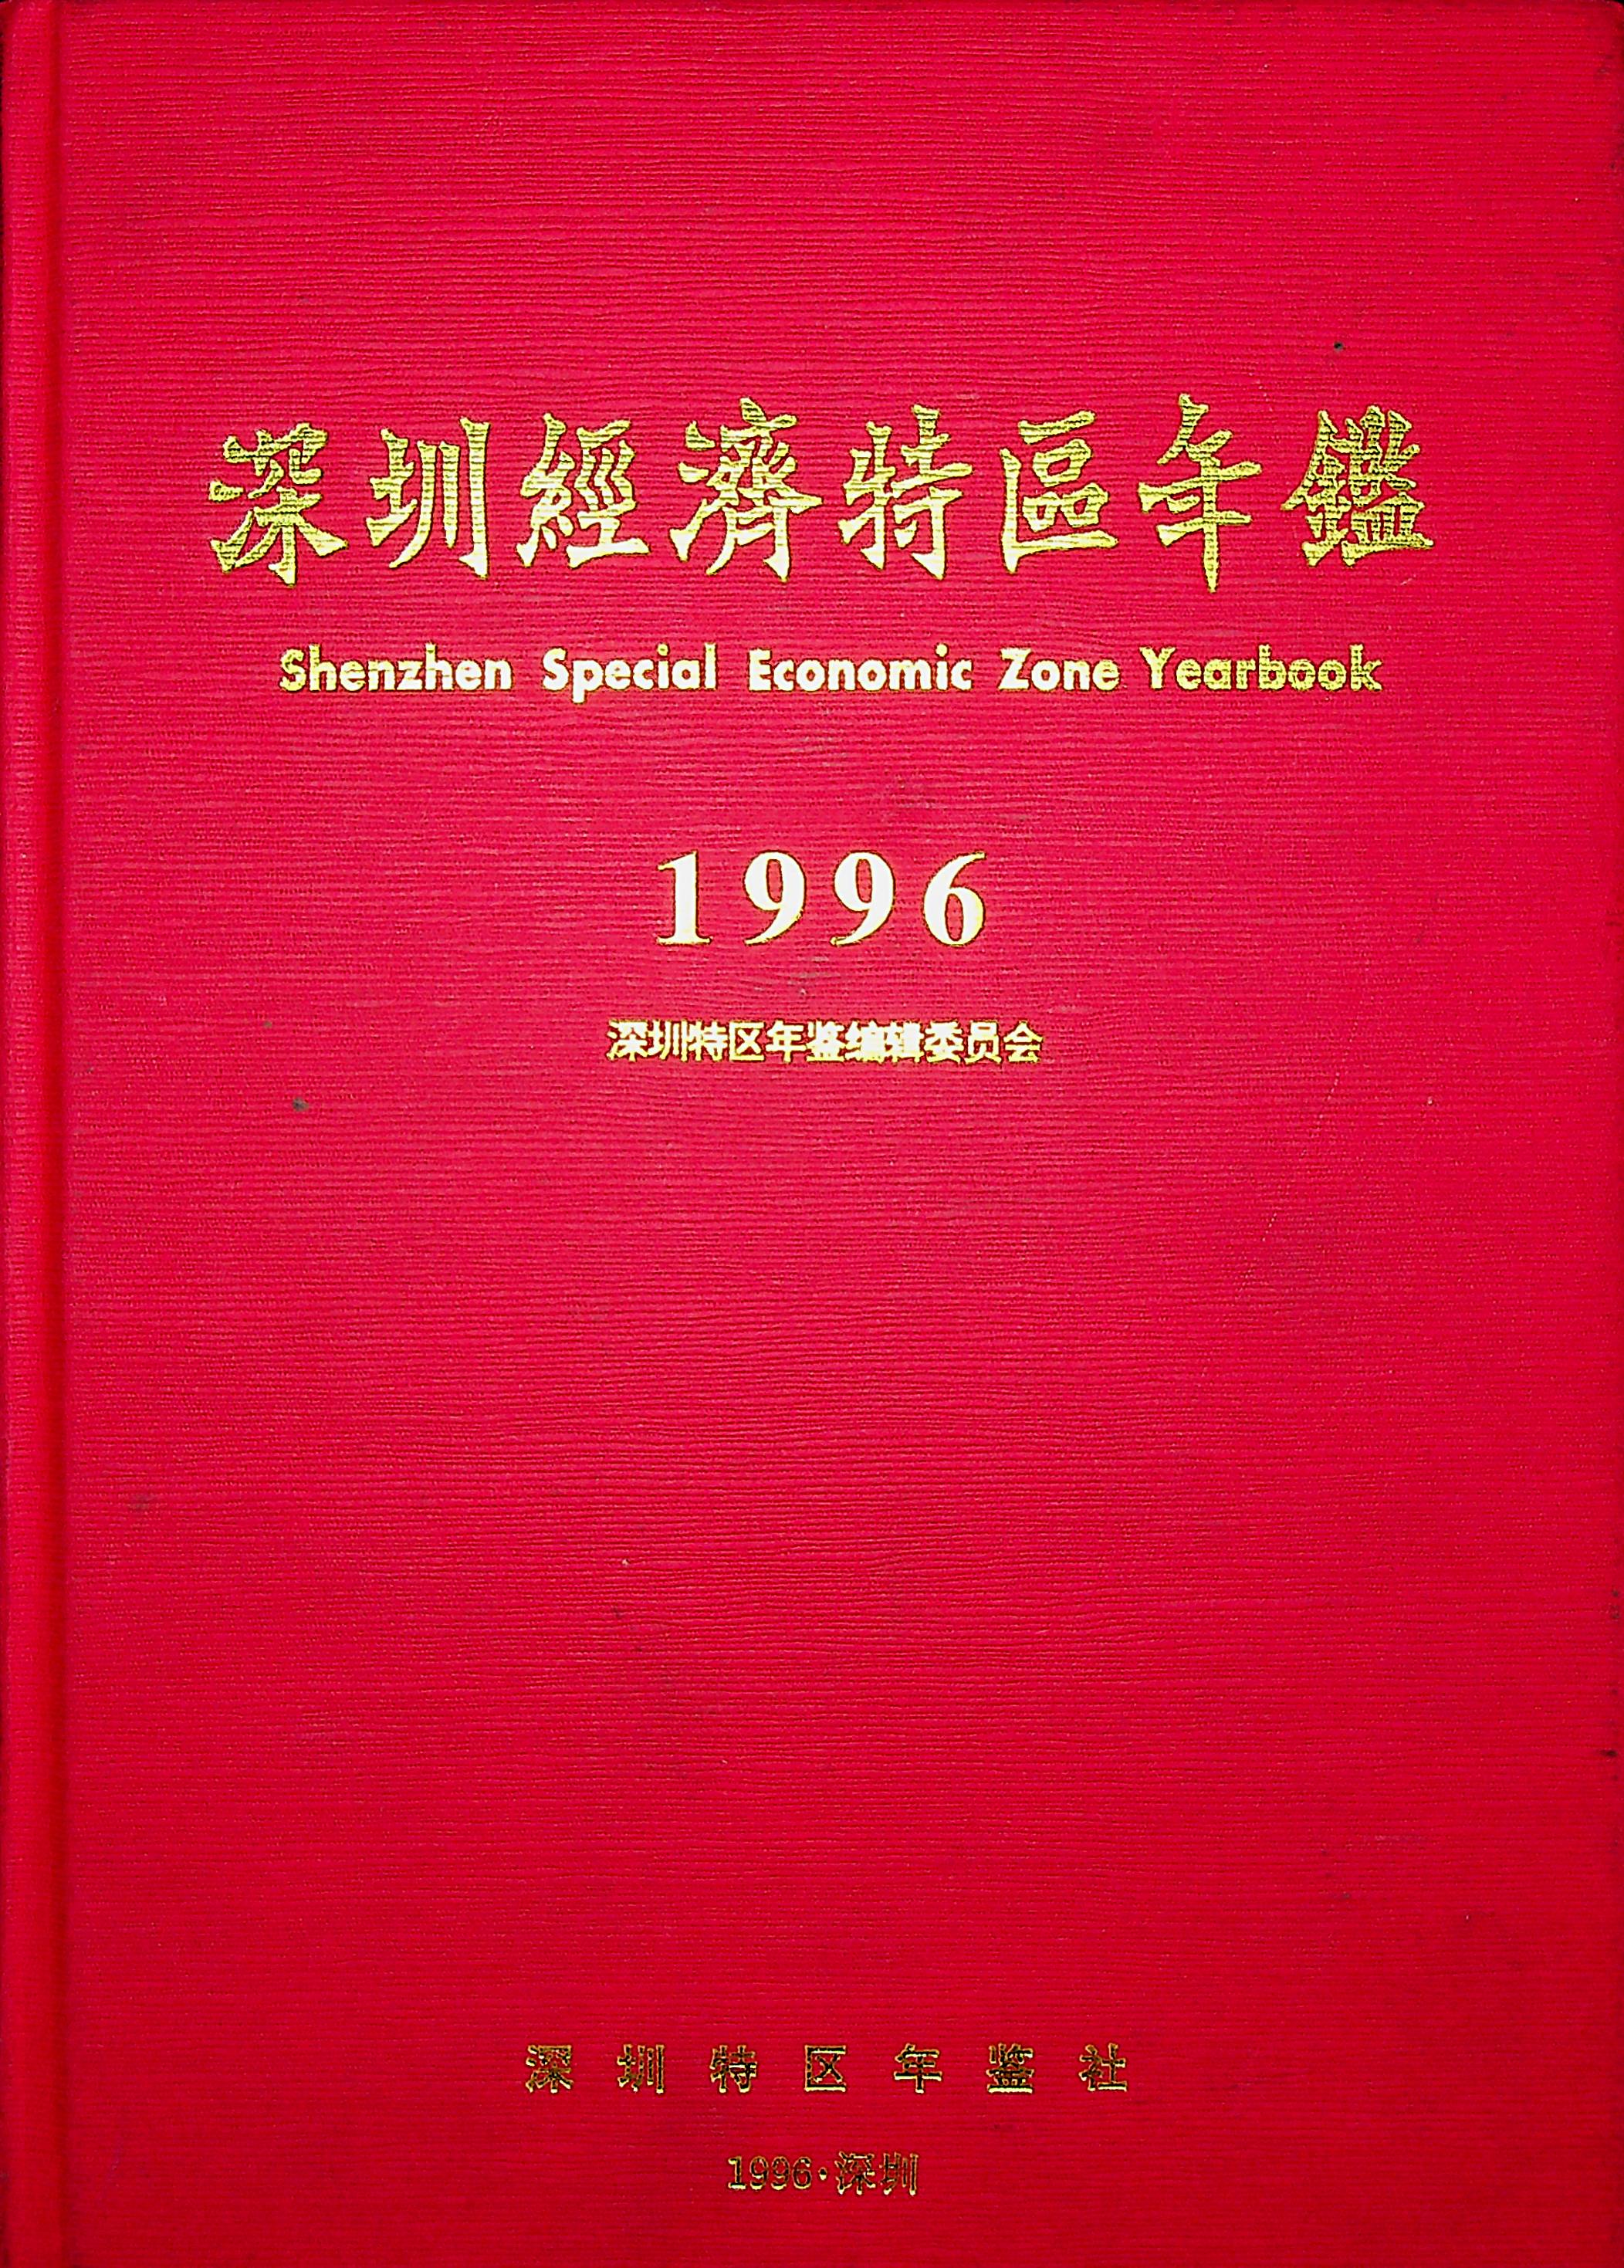 深圳經濟特區年鑑
Shenzhen Special Economic Zone Yearbook
1996
深圳特区年鉴编辑委员会
深圳特区年鉴社
1996·深圳